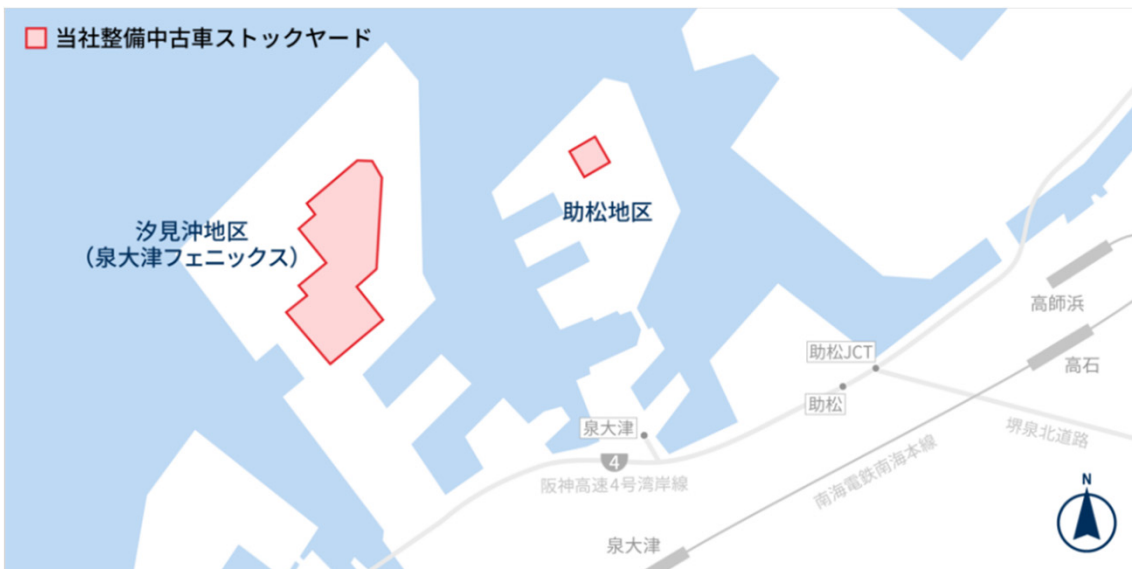 当社整備中古車ストックヤード
汐見沖地区
（泉大津フェニックス）
助松地区
高師浜
助松JCT
高石
助松
泉大津
堺泉北道路
4
阪神高速4号湾岸線
南海電鉄南海本線
N
泉大津